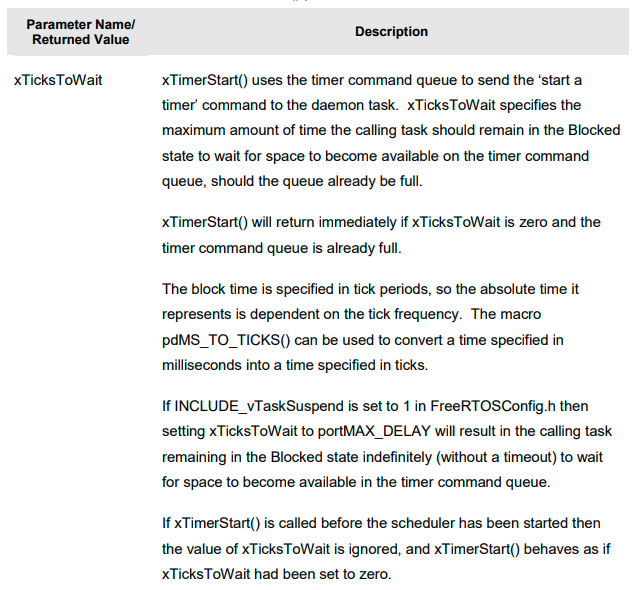 Parameter Name/
Returned Value
Description
xTicksToWait
xTimerStart() uses the timer command queue to send the ‘start a
timer’ command to the daemon task.  xTicksToWait specifies the
maximum amount of time the calling task should remain in the Blocked
state to wait for space to become available on the timer command
queue, should the queue already be full.
xTimerStart() will return immediately if xTicksToWait is zero and the
timer command queue is already full.
The block time is specified in tick periods, so the absolute time it
represents is dependent on the tick frequency.  The macro
pdMS_TO_TICKS() can be used to convert a time specified in
milliseconds into a time specified in ticks.
If INCLUDE_vTaskSuspend is set to 1 in FreeRTOSConfig.h then
setting xTicksToWait to portMAX_DELAY will result in the calling task
remaining in the Blocked state indefinitely (without a timeout) to wait
for space to become available in the timer command queue.
If xTimerStart() is called before the scheduler has been started then
the value of xTicksToWait is ignored, and xTimerStart() behaves as if
xTicksToWait had been set to zero.